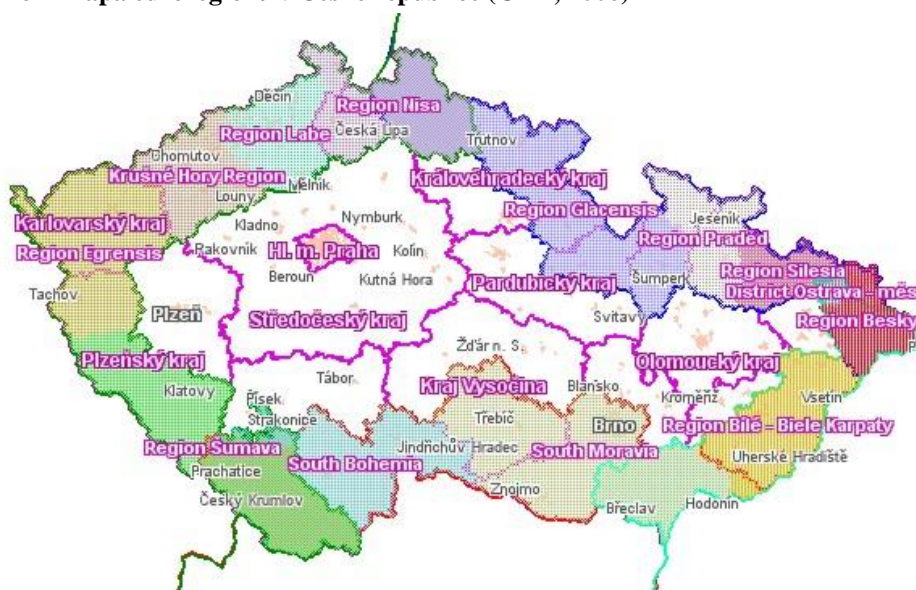 Děčín
Region Nisa
Region Labe
Česká Lípa
Trutnov
Chomutov
Krušné Hory Region
Královéhradecký kraj
Mělník
Louny
Nymburk
Kladno
Region Glacensis
Jeseník
Karlovarský kraj
Region Praděd
Region Egrensis
Rakovník
Hl. m. Praha
Kolín
Beroun
Kutná Hora
Pardubický kraj
Šumperk
Region Silesia
District Ostrava – měs
Tachov
Plzeň
Středočeský kraj
Svitavy
Region Besky
Žďár n. S.
Plzeňský kraj
Olomoucký kraj
Tábor
Kraj Vysočina
Blansko
Klatovy
Písek
Kroměříž
Vsetín
Strakonice
Třebíč
Brno
Region Bílé – Biele Karpaty
Region Šumava
Jindřichův Hradec
South Moravia
Uherské Hradiště
South Bohemia
Prachatice
Znojmo
Český Krumlov
Břeclav
Hodonín